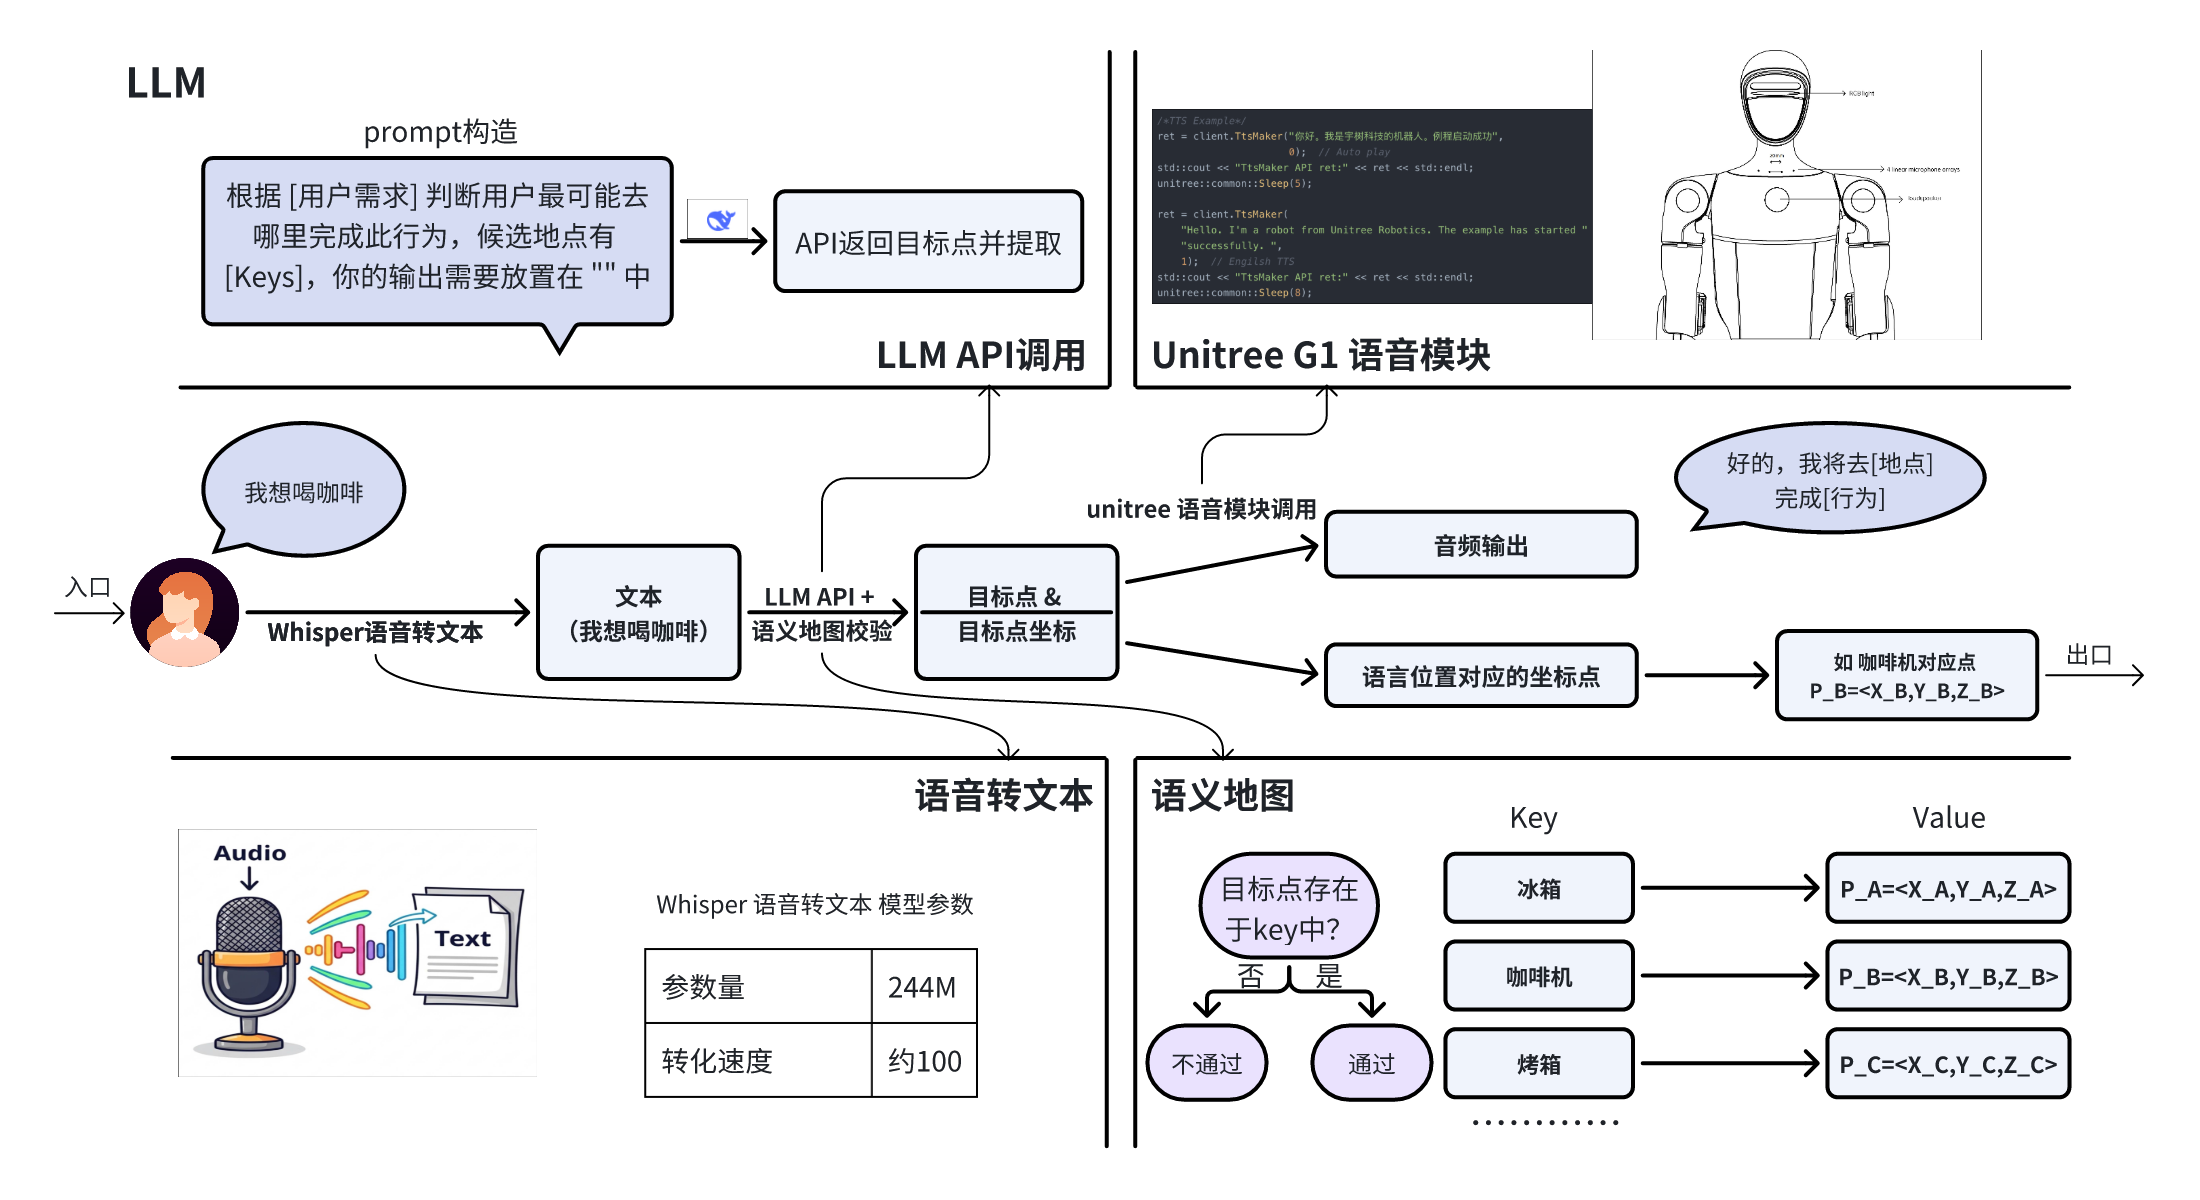 LLM
prompt构造
根据 [用户需求] 判断用户最可能去
哪里完成此行为，候选地点有
[Keys]，你的输出需要放置在 "" 中
API返回目标点并提取
LLM API调用
/*TTS Example*/
ret = client.TtsMaker("你好。我是宇树科技的机器人。例程启动成功",
0);  // Auto play
std::cout << "TtsMaker API ret:" << ret << std::endl;
unitree::common::Sleep(5);
ret = client.TtsMaker(
"Hello. I'm a robot from Unitree Robotics. The example has started "
"successfully. ",
1);  // Engilsh TTS
std::cout << "TtsMaker API ret:" << ret << std::endl;
unitree::common::Sleep(8);
RGB light
4 linear microphone arrays
Unitree G1 语音模块
我想喝咖啡
入口
Whisper语音转文本
文本
（我想喝咖啡）
LLM API +
语义地图校验
目标点 &
目标点坐标
unitree 语音模块调用
音频输出
好的，我将去[地点]
完成[行为]
语言位置对应的坐标点
如 咖啡机对应点
P_B=<X_B,Y_B,Z_B>
出口
语音转文本
Audio
Text
Whisper 语音转文本 模型参数
参数量 244M
转化速度 约100
语义地图
Key Value
目标点存在
于key中？
否 是
不通过 通过
冰箱 P_A=<X_A,Y_A,Z_A>
咖啡机 P_B=<X_B,Y_B,Z_B>
烤箱 P_C=<X_C,Y_C,Z_C>
............